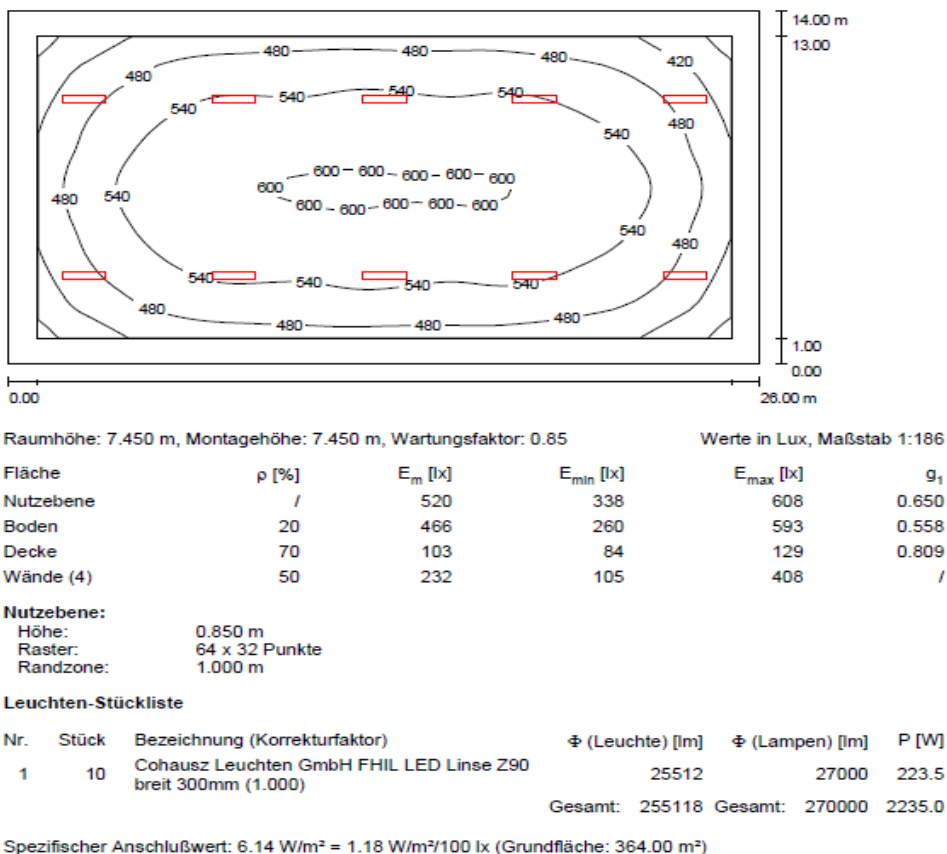 14.00 m
13.00
480 480 480 420
480
540 540 540 540 540 480
600 600 600 600 600
480 540 600 600 600 600 600 540 480
540
540 540 540 540
480 480 480 480
1.00
0.00
0.00 26.00 m
Raumhöhe: 7.450 m, Montagehöhe: 7.450 m, Wartungsfaktor: 0.85 Werte in Lux, Maßstab 1:186
Fläche ρ [%] Em [lx] Emin [lx] Emax [lx] g1
Nutzebene / 520 338 608 0.650
Boden 20 466 260 593 0.558
Decke 70 103 84 129 0.809
Wände (4) 50 232 105 408 /
Nutzebene:
Höhe: 0.850 m
Raster: 64 x 32 Punkte
Randzone: 1.000 m
Leuchten-Stückliste
Nr. Stück Bezeichnung (Korrekturfaktor) Φ (Leuchte) [lm] Φ (Lampen) [lm] P [W]
1 10 Cohausz Leuchten GmbH FHIL LED Linse Z90 25512 27000 223.5
breit 300mm (1.000)
Gesamt: 255118 Gesamt: 270000 2235.0
Spezifischer Anschlußwert: 6.14 W/m² = 1.18 W/m²/100 lx (Grundfläche: 364.00 m²)